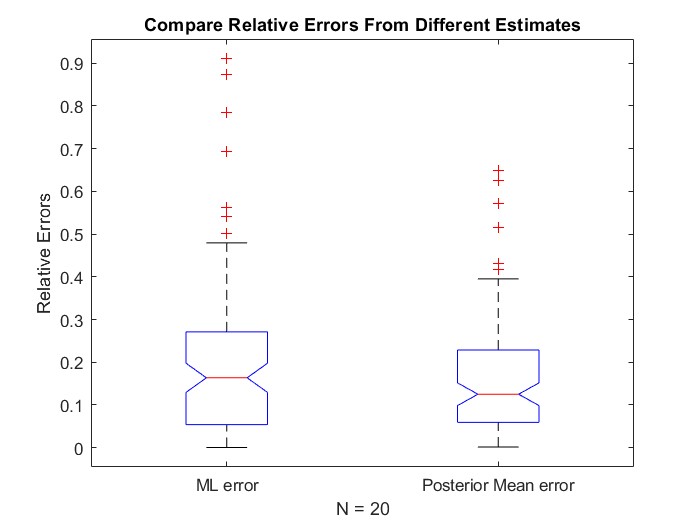 Compare Relative Errors From Different Estimates
0.9
0.8
0.7
0.6
0.5
0.4
0.3
0.2
0.1
0
Relative Errors
ML error
Posterior Mean error
N = 20